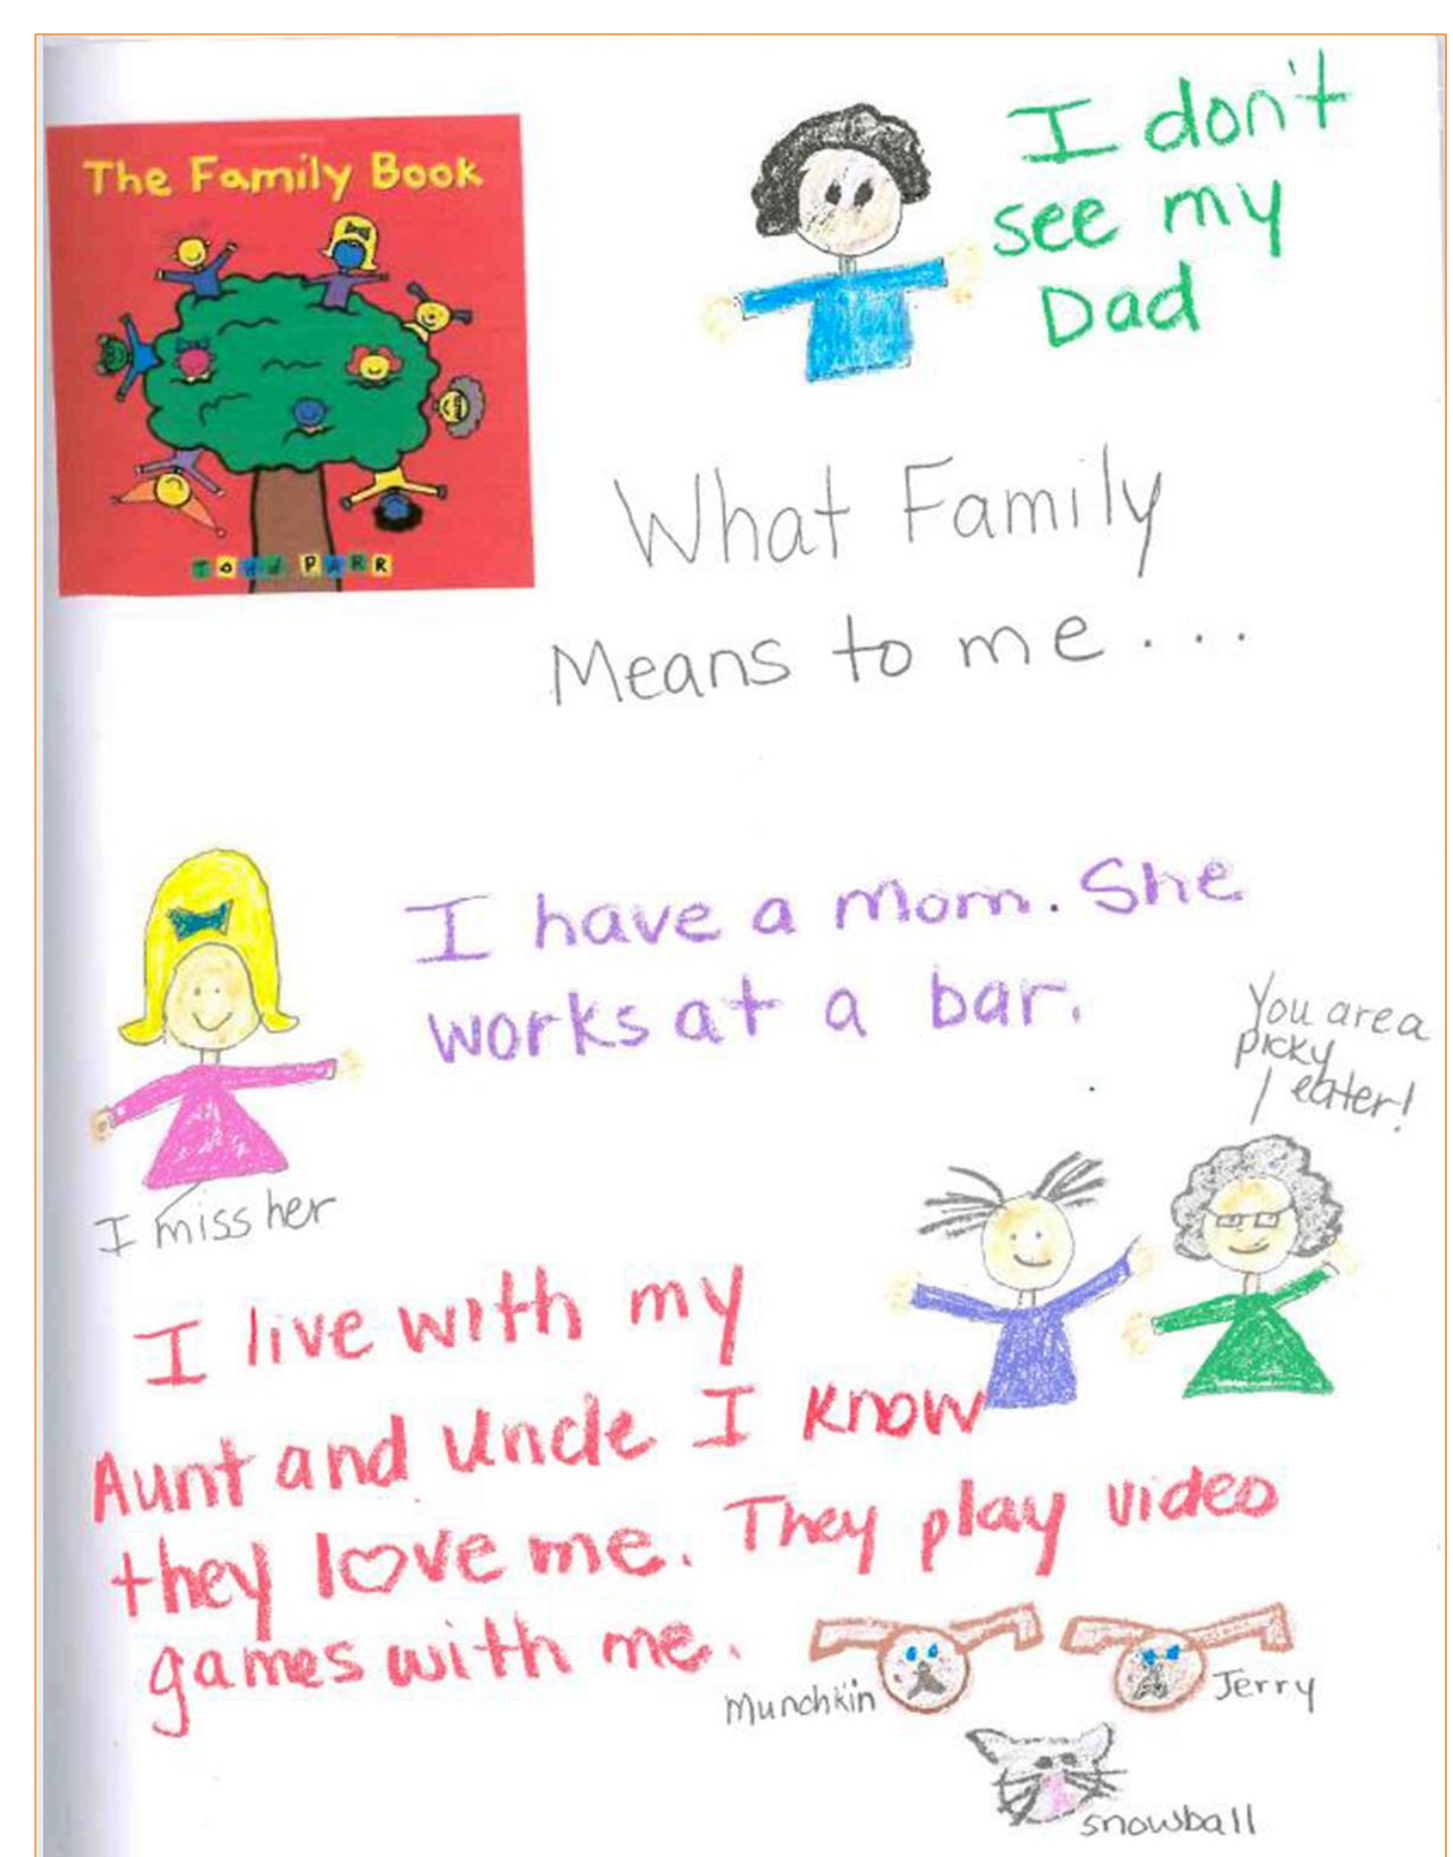 The Family Book
TODD PARR
I don't
see my
Dad
What Family
Means to me....
I have a mom. She
works at a bar.
I miss her
You are a
picky
eater!
I live with my
Aunt and Uncle I know
they love me. They play video
games with me.
Munchkin
Jerry
snowball